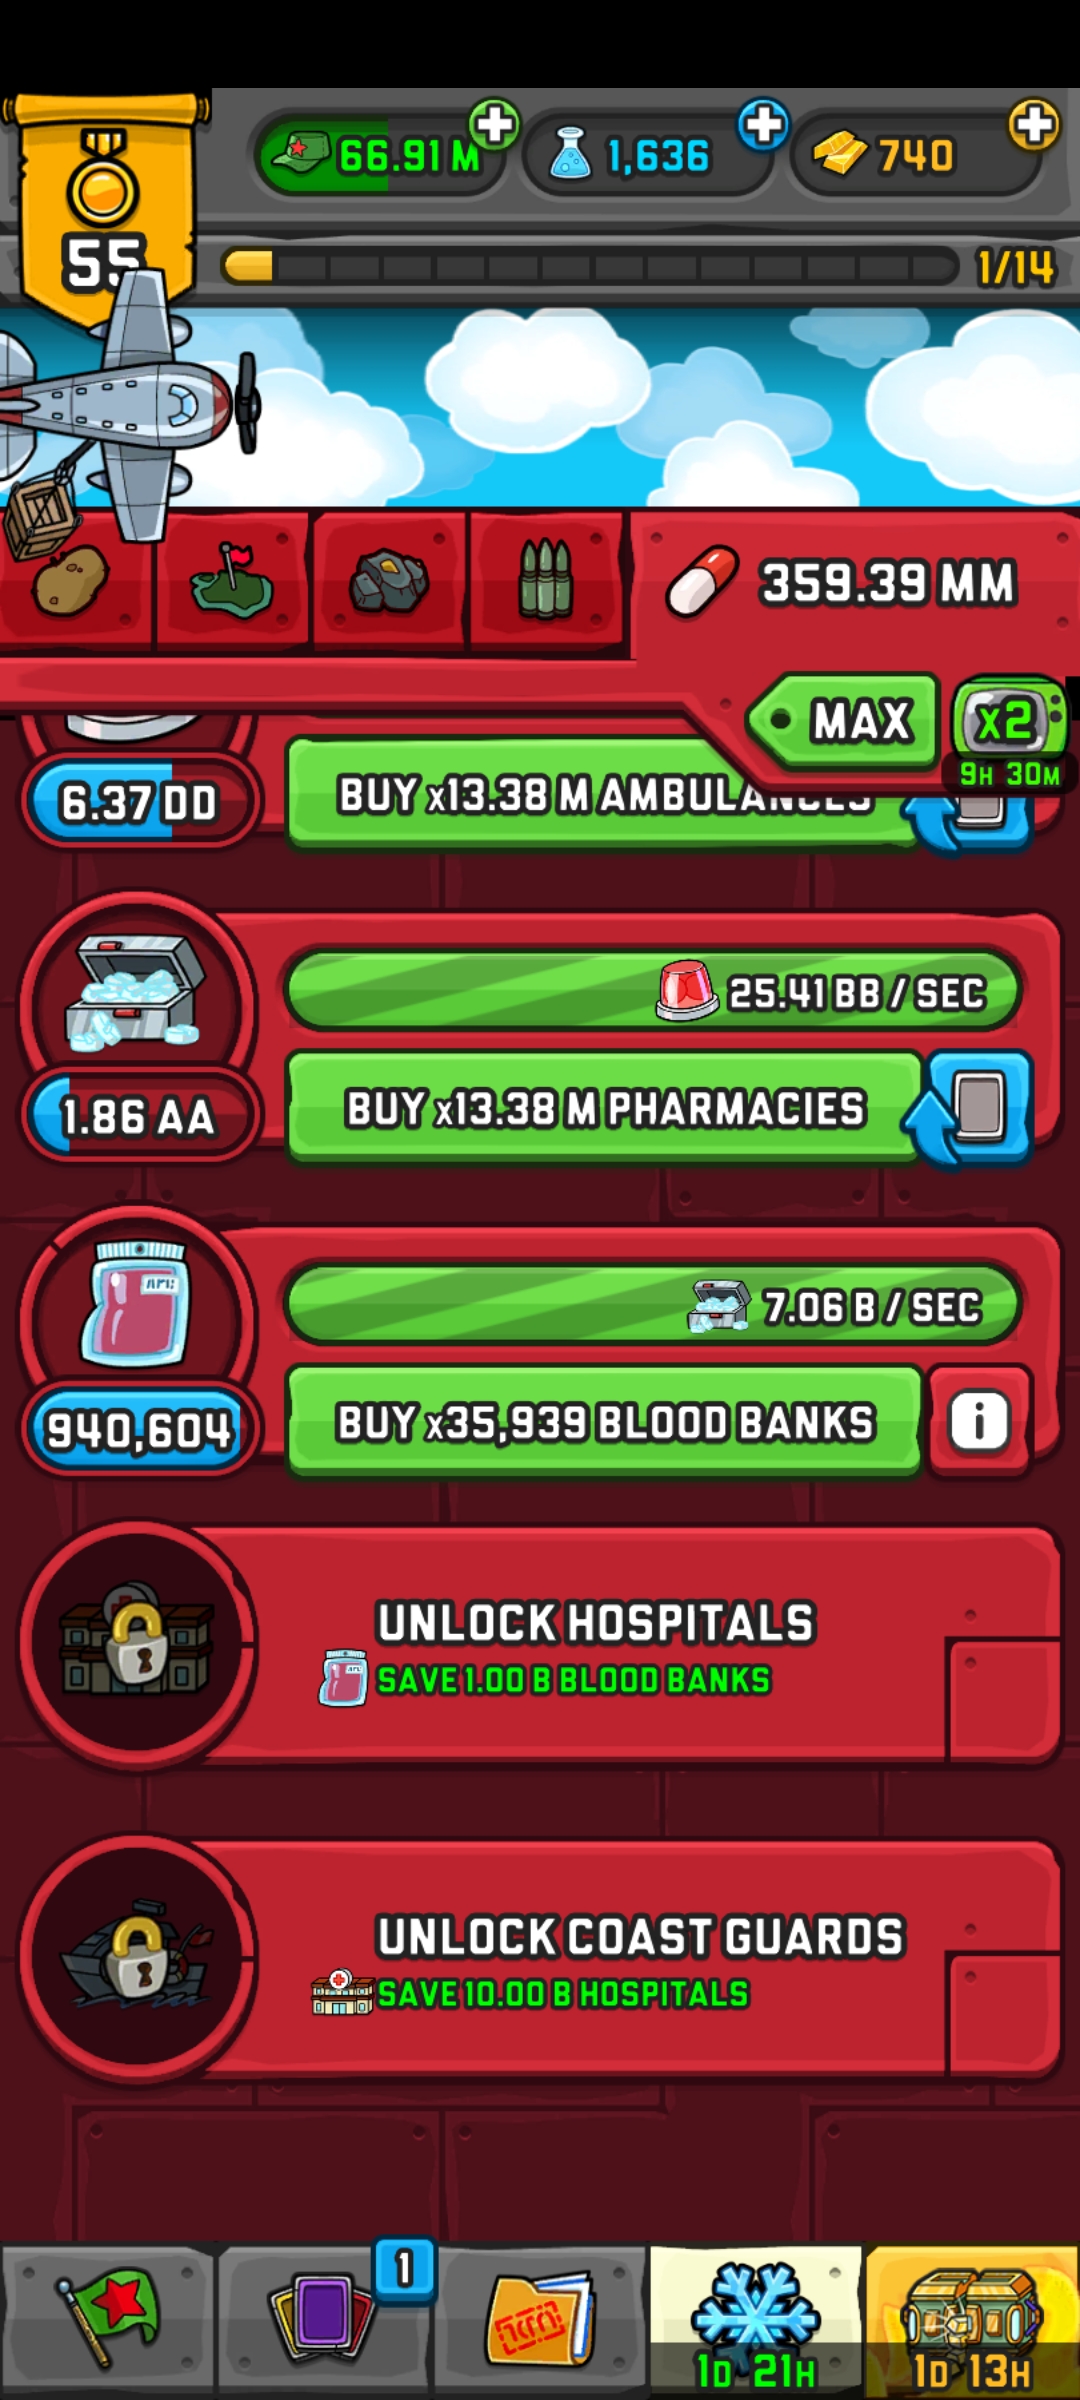 66.91 M
1,636
740
55
1/14
359.39 MM
MAX
x2
9H 30M
6.37 DD
BUY x13.38 M AMBULANCES
25.41 BB / SEC
1.86 AA
BUY x13.38 M PHARMACIES
7.06 B / SEC
940,604
BUY x35,939 BLOOD BANKS
i
UNLOCK HOSPITALS
SAVE 1.00 B BLOOD BANKS
UNLOCK COAST GUARDS
SAVE 10.00 B HOSPITALS
1
1D 21H
1D 13H